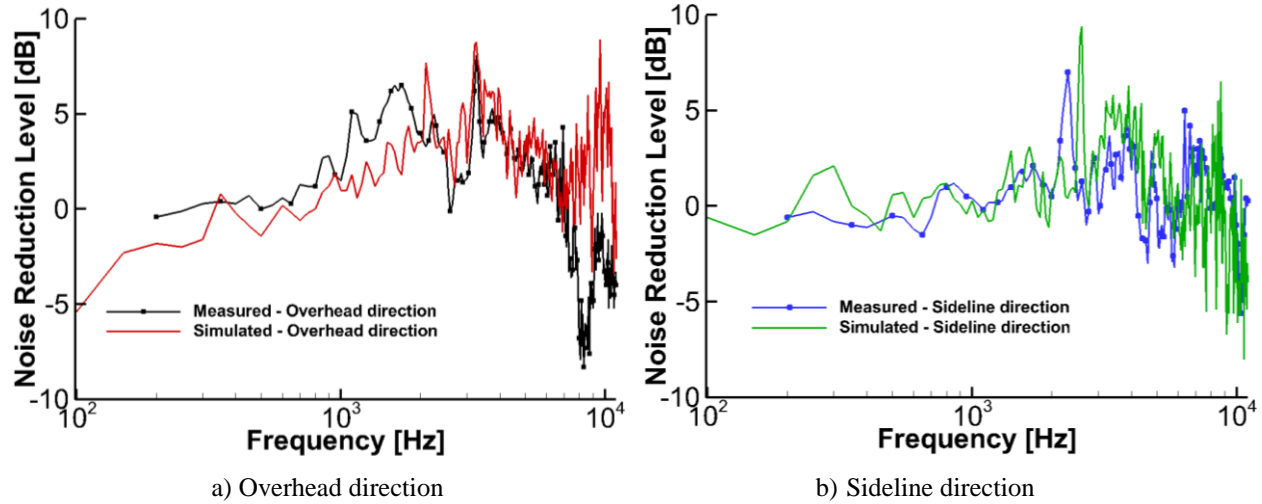 Noise Reduction Level [dB]
10
5
0
-5
-10
Measured - Overhead direction
Simulated - Overhead direction
10²
10³
10⁴
Frequency [Hz]
a) Overhead direction
Noise Reduction Level [dB]
10
5
0
-5
-10
Measured - Sideline direction
Simulated - Sideline direction
10²
10³
10⁴
Frequency [Hz]
b) Sideline direction